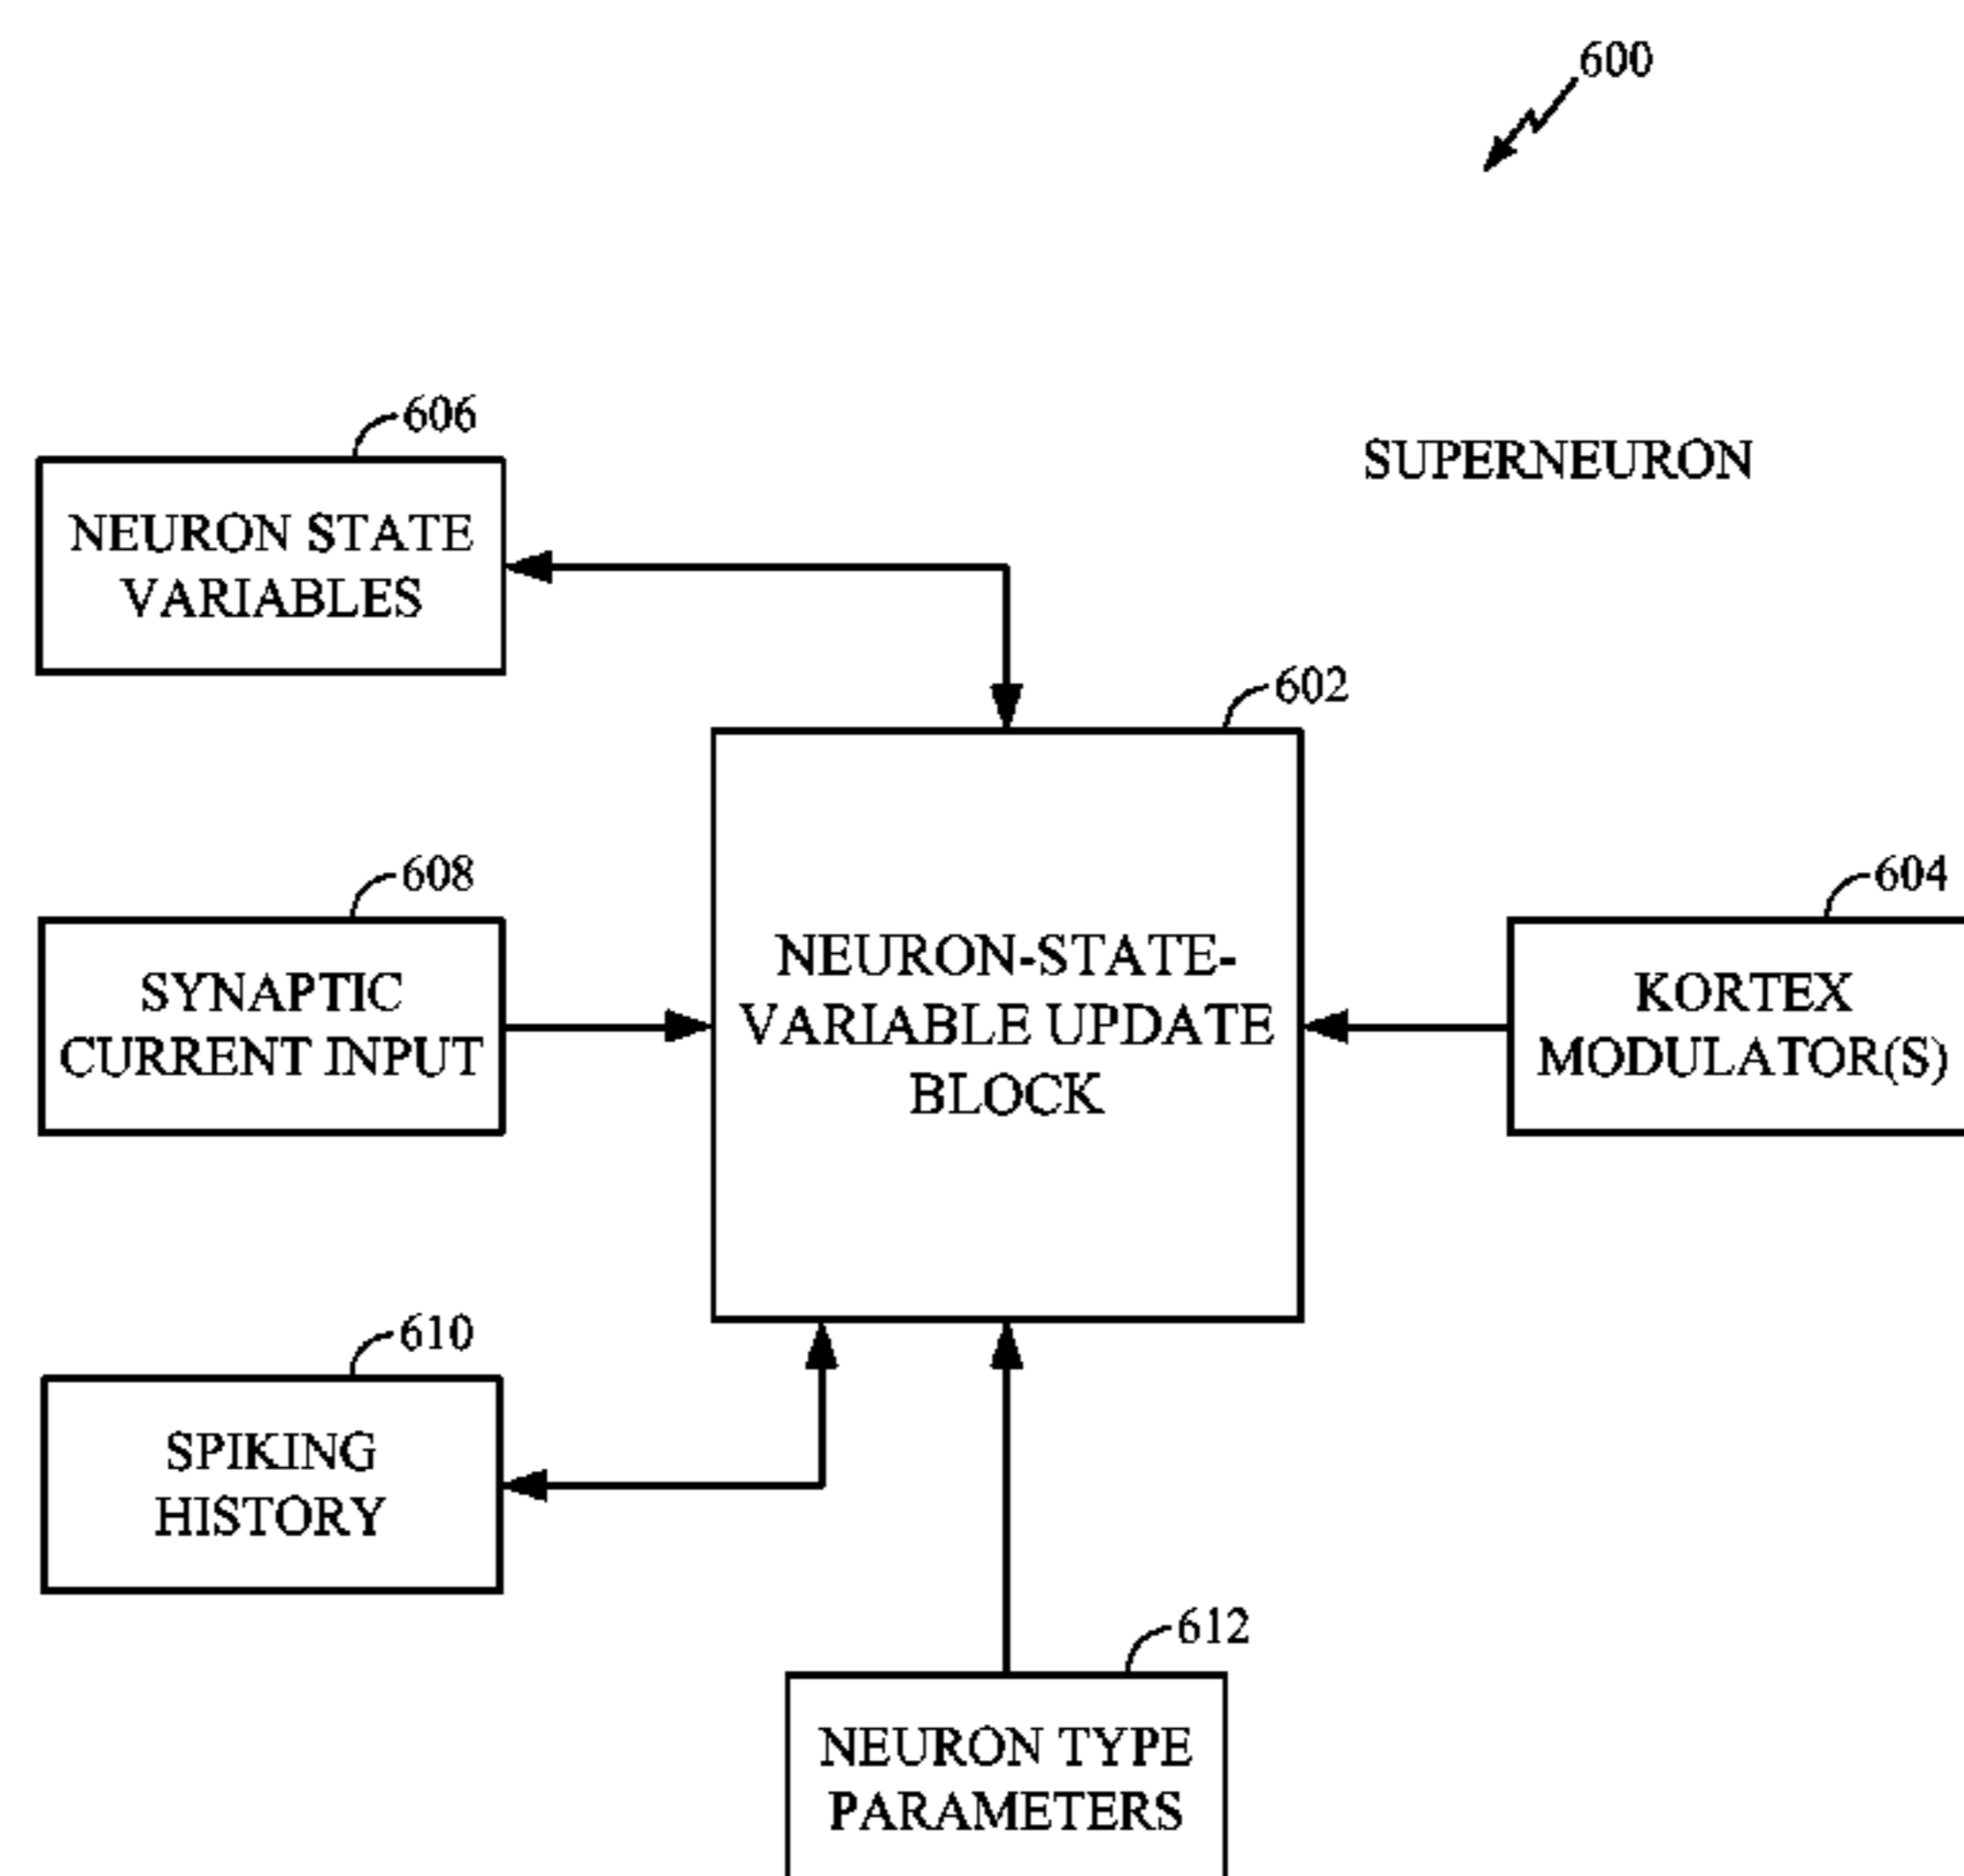 600
606
SUPERNEURON
NEURON STATE
VARIABLES
602
608
604
NEURON-STATE-
VARIABLE UPDATE
BLOCK
SYNAPTIC
CURRENT INPUT
KORTEX
MODULATOR(S)
610
SPIKING
HISTORY
612
NEURON TYPE
PARAMETERS